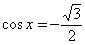 cos x = −√3/2